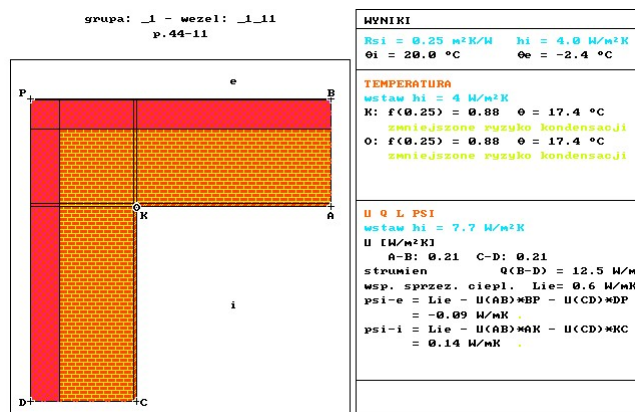 grupa: _1 - wezel: _1_11
p.44-11
e
P
B
O
K
A
i
D
C
WYNIKI
Rsi = 0.25 m²K/W hi = 4.0 W/m²K
θi = 20.0 ºC θe = -2.4 ºC
TEMPERATURA
wstaw hi = 4 W/m²K
K: f(0.25) = 0.88 θ = 17.4 ºC
zmniejszone ryzyko kondensacji
O: f(0.25) = 0.88 θ = 17.4 ºC
zmniejszone ryzyko kondensacji
U Q L PSI
wstaw hi = 7.7 W/m²K
U [W/m²K]
A-B: 0.21 C-D: 0.21
strumien Q(B-D) = 12.5 W/m
wsp. sprzez. ciepl. Lie= 0.6 W/mK
psi-e = Lie - U(AB)*BP - U(CD)*DP
= -0.09 W/mK .
psi-i = Lie - U(AB)*AK - U(CD)*KC
= 0.14 W/mK .